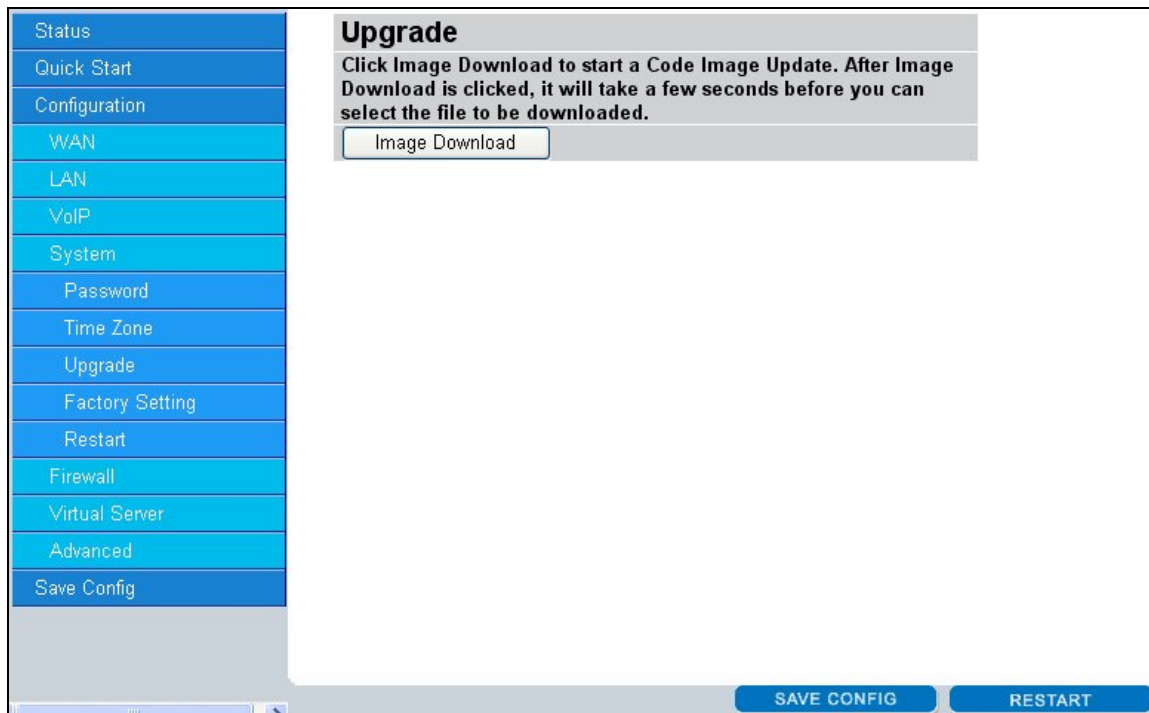 Status
Quick Start
Configuration
WAN
LAN
VoIP
System
Password
Time Zone
Upgrade
Factory Setting
Restart
Firewall
Virtual Server
Advanced
Save Config
Upgrade
Click Image Download to start a Code Image Update. After Image
Download is clicked, it will take a few seconds before you can
select the file to be downloaded.
Image Download
SAVE CONFIG
RESTART